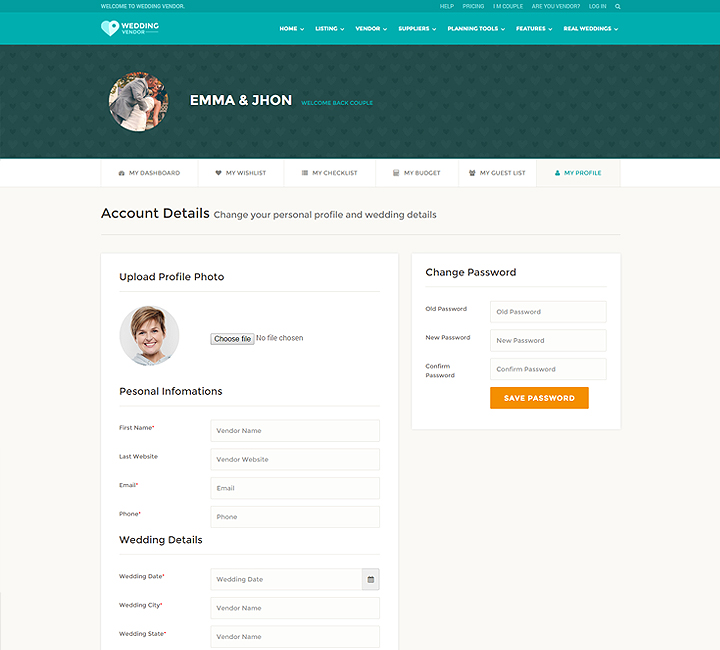 WELCOME TO WEDDING VENDOR.
HELP PRICING I M COUPLE ARE YOU VENDOR? LOG IN
WEDDING
VENDOR
HOME LISTING VENDOR SUPPLIERS PLANNING TOOLS FEATURES REAL WEDDINGS
EMMA & JHON WELCOME BACK COUPLE
MY DASHBOARD MY WISHLIST MY CHECKLIST MY BUDGET MY GUEST LIST MY PROFILE
Account Details Change your personal profile and wedding details
Upload Profile Photo
Choose file No file chosen
Pesonal Infomations
First Name* Vendor Name
Last Website Vendor Website
Email* Email
Phone* Phone
Wedding Details
Wedding Date* Wedding Date
Wedding City* Vendor Name
Wedding State* Vendor Name
Change Password
Old Password Old Password
New Password New Password
Confirm
Password
Confirm Password
SAVE PASSWORD